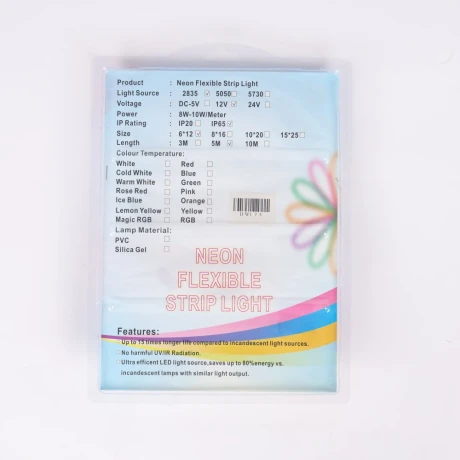 Product : Neon Flexible Strip Light
Light Source : 2835 ☑ 5050 ☐ 5730 ☐
Voltage : DC-5V ☐ 12V ☑ 24V ☐
Power : 8W-10W/Meter
IP Rating : IP20 ☐ IP65 ☑
Size : 6*12 ☑ 8*16 ☐ 10*20 ☐ 15*25 ☐
Length : 3M ☐ 5M ☑ 10M ☐
Colour Temperature:
White ☐ Red ☐
Cold White ☐ Blue ☐
Warm White ☐ Green ☐
Rose Red ☐ Pink ☐
Ice Blue ☐ Orange ☐
Lemon Yellow ☐ Yellow ☐
Magic RGB ☐ RGB ☐
Lamp Material:
PVC ☐
Silica Gel ☐
NEON
FLEXIBLE
STRIP LIGHT
Features:
Up to 15 times longer life compared to incandescent light sources.
No harmful UV/IR Radiation.
Ultra efficent LED light source,saves up to 90%energy vs.
incandescent lamps with similar light output.